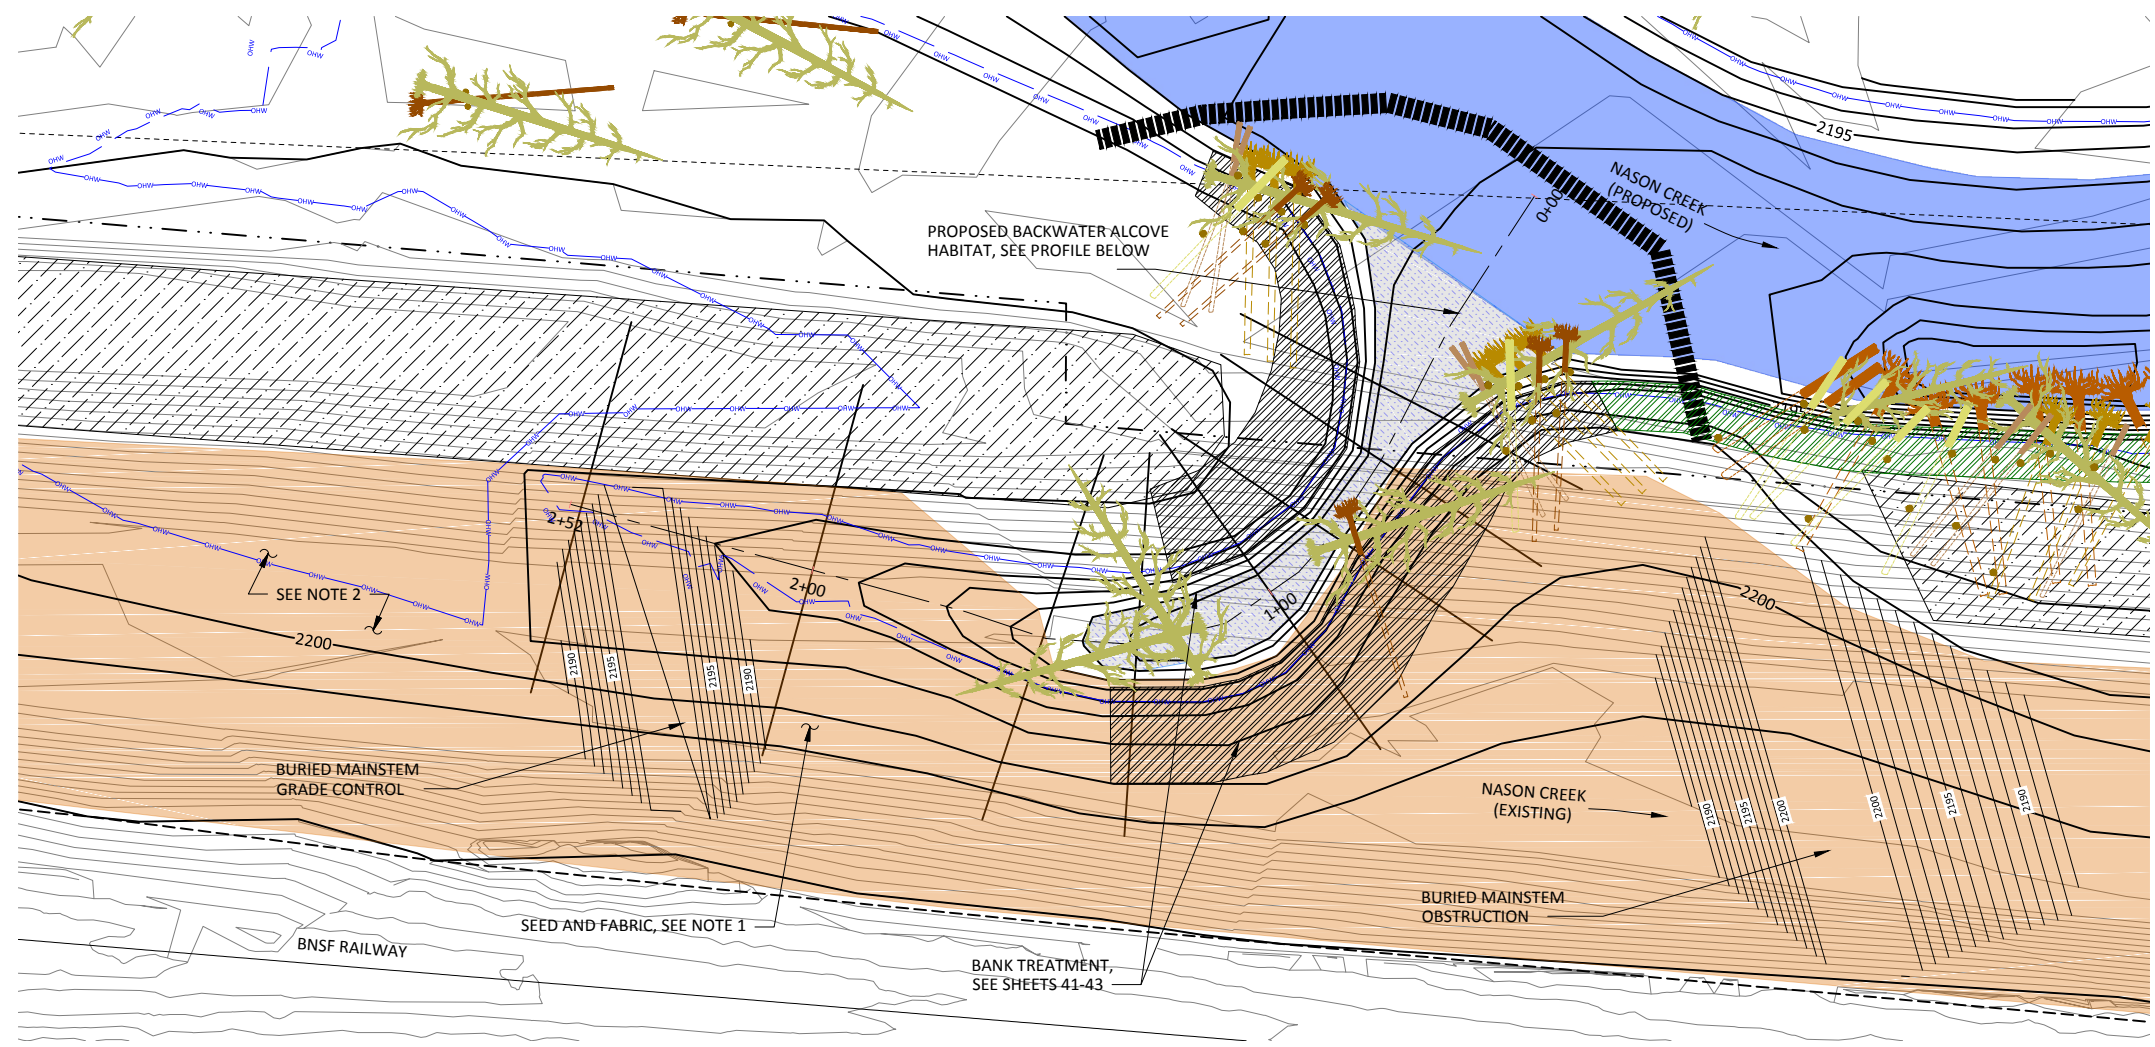 OHW
2195
NASON CREEK
(PROPOSED)
0+00
PROPOSED BACKWATER ALCOVE
HABITAT, SEE PROFILE BELOW
2+52
2+00
1+00
SEE NOTE 2
2200
2200
2190
2195
2195
2190
BURIED MAINSTEM
GRADE CONTROL
NASON CREEK
(EXISTING)
2190
2195
2200
2200
2195
2190
BURIED MAINSTEM
OBSTRUCTION
SEED AND FABRIC, SEE NOTE 1
BNSF RAILWAY
BANK TREATMENT,
SEE SHEETS 41-43